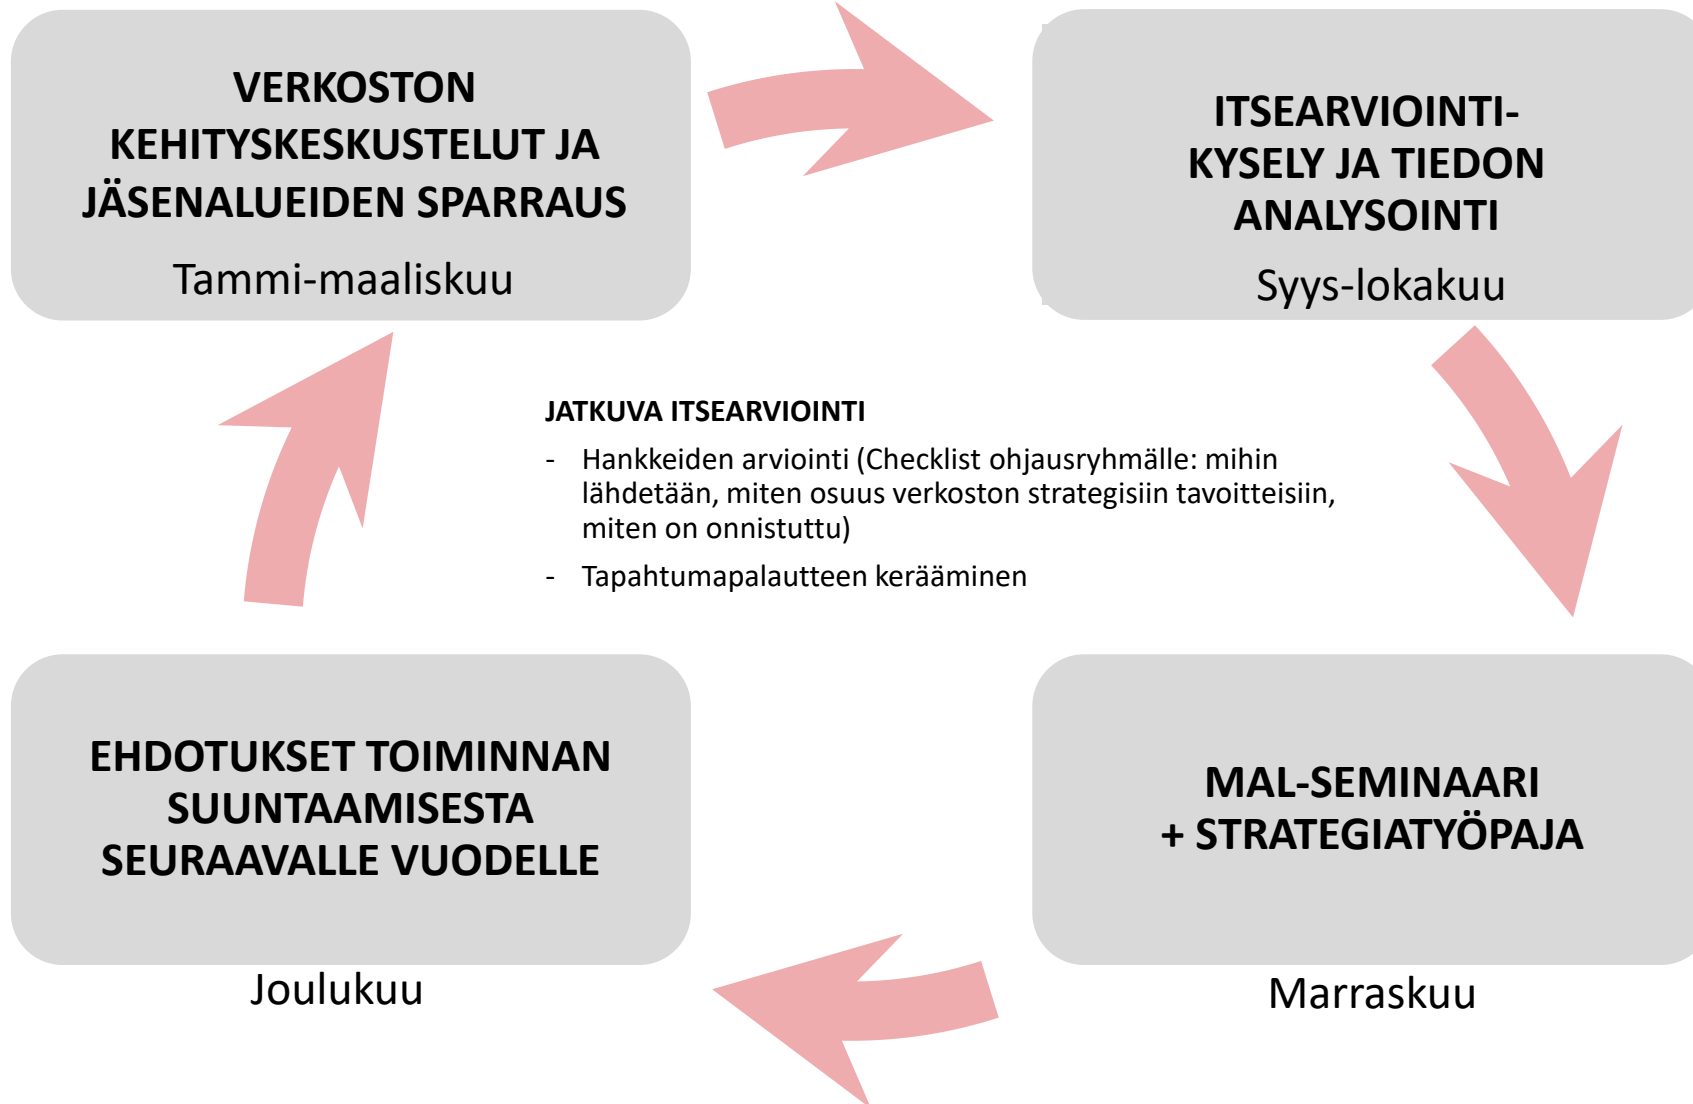 VERKOSTON
KEHITYSKESKUSTELUT JA
JÄSENALUEIDEN SPARRAUS
Tammi-maaliskuu
ITSEARVIOINTI-
KYSELY JA TIEDON
ANALYSOINTI
Syys-lokakuu
JATKUVA ITSEARVIOINTI
- Hankkeiden arviointi (Checklist ohjausryhmälle: mihin
lähdetään, miten osuus verkoston strategisiin tavoitteisiin,
miten on onnistuttu)
- Tapahtumapalautteen kerääminen
EHDOTUKSET TOIMINNAN
SUUNTAAMISESTA
SEURAAVALLE VUODELLE
Joulukuu
MAL-SEMINAARI
+ STRATEGIATYÖPAJA
Marraskuu